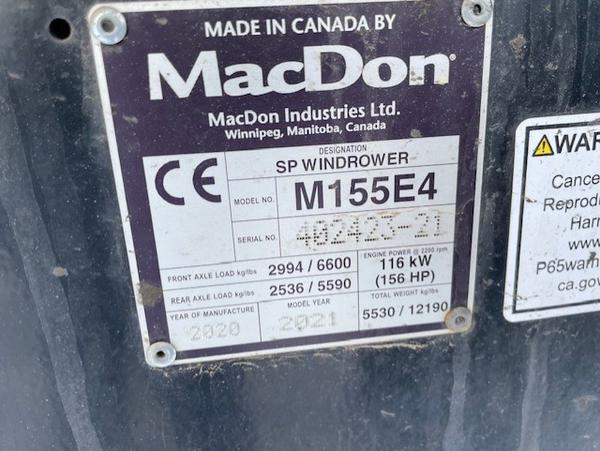 MADE IN CANADA BY
MacDon®
MacDon Industries Ltd.
Winnipeg, Manitoba, Canada
CE
DESIGNATION
SP WINDROWER
MODEL NO. M155E4
SERIAL NO. 402423-21
FRONT AXLE LOAD kg/lbs 2994 / 6600
REAR AXLE LOAD kg/lbs 2536 / 5590
ENGINE POWER @ 2200 rpm
116 kW
(156 HP)
YEAR OF MANUFACTURE
2020
MODEL YEAR
2021
TOTAL WEIGHT kg/lbs
5530 / 12190
⚠WAR
Cance
Reprod
Harr
www
P65warn
ca.gov